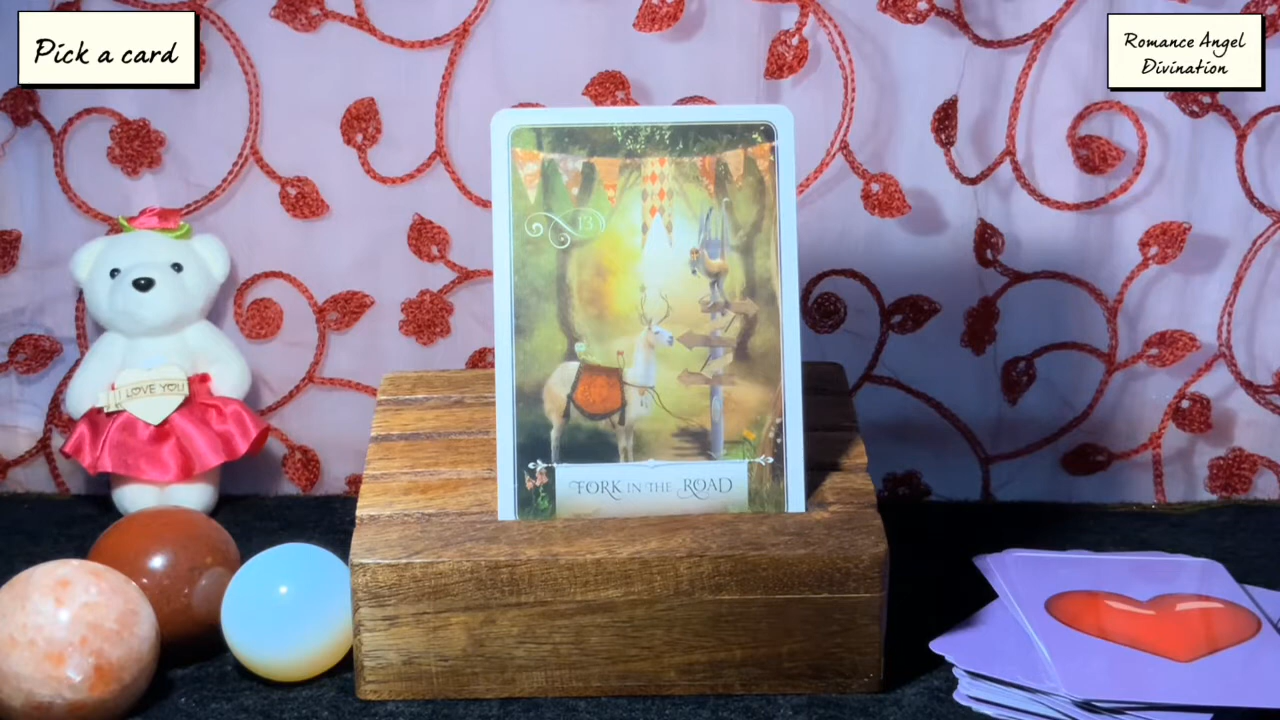 Pick a card
Romance Angel
Divination
13
FORK IN THE ROAD
I LOVE YOU